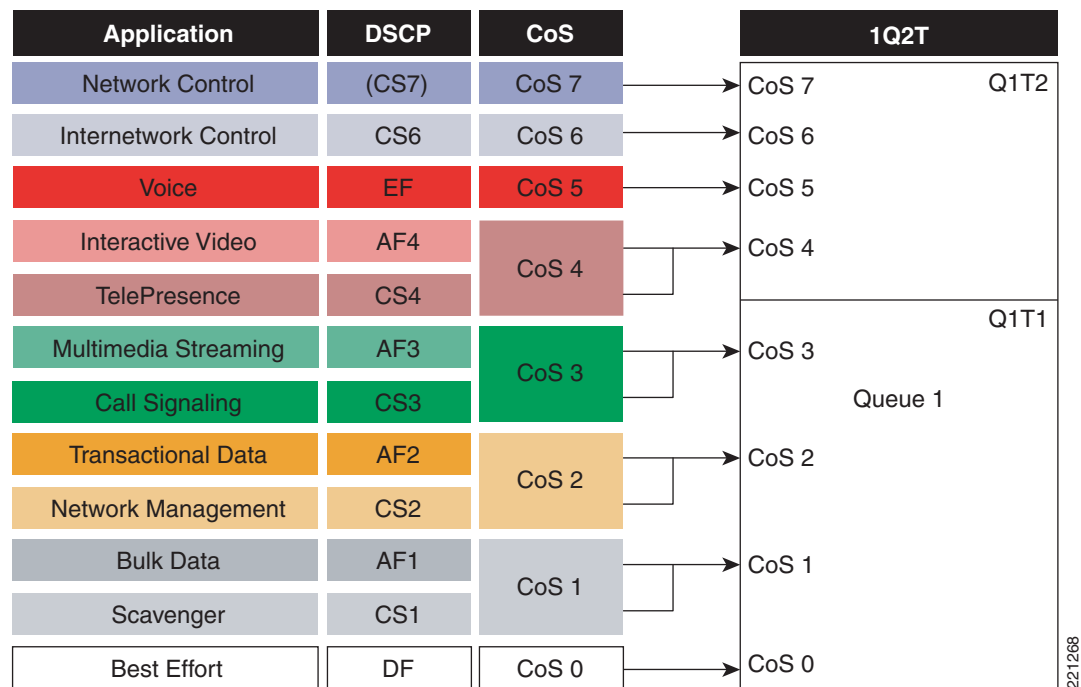 Application DSCP CoS 1Q2T
Network Control (CS7) CoS 7 CoS 7 Q1T2
Internetwork Control CS6 CoS 6 CoS 6
Voice EF CoS 5 CoS 5
Interactive Video AF4 CoS 4
CoS 4
TelePresence CS4
Q1T1
Multimedia Streaming AF3 CoS 3
CoS 3
Call Signaling CS3 Queue 1
Transactional Data AF2 CoS 2
CoS 2
Network Management CS2
Bulk Data AF1 CoS 1
CoS 1
Scavenger CS1
Best Effort DF CoS 0 CoS 0
221268